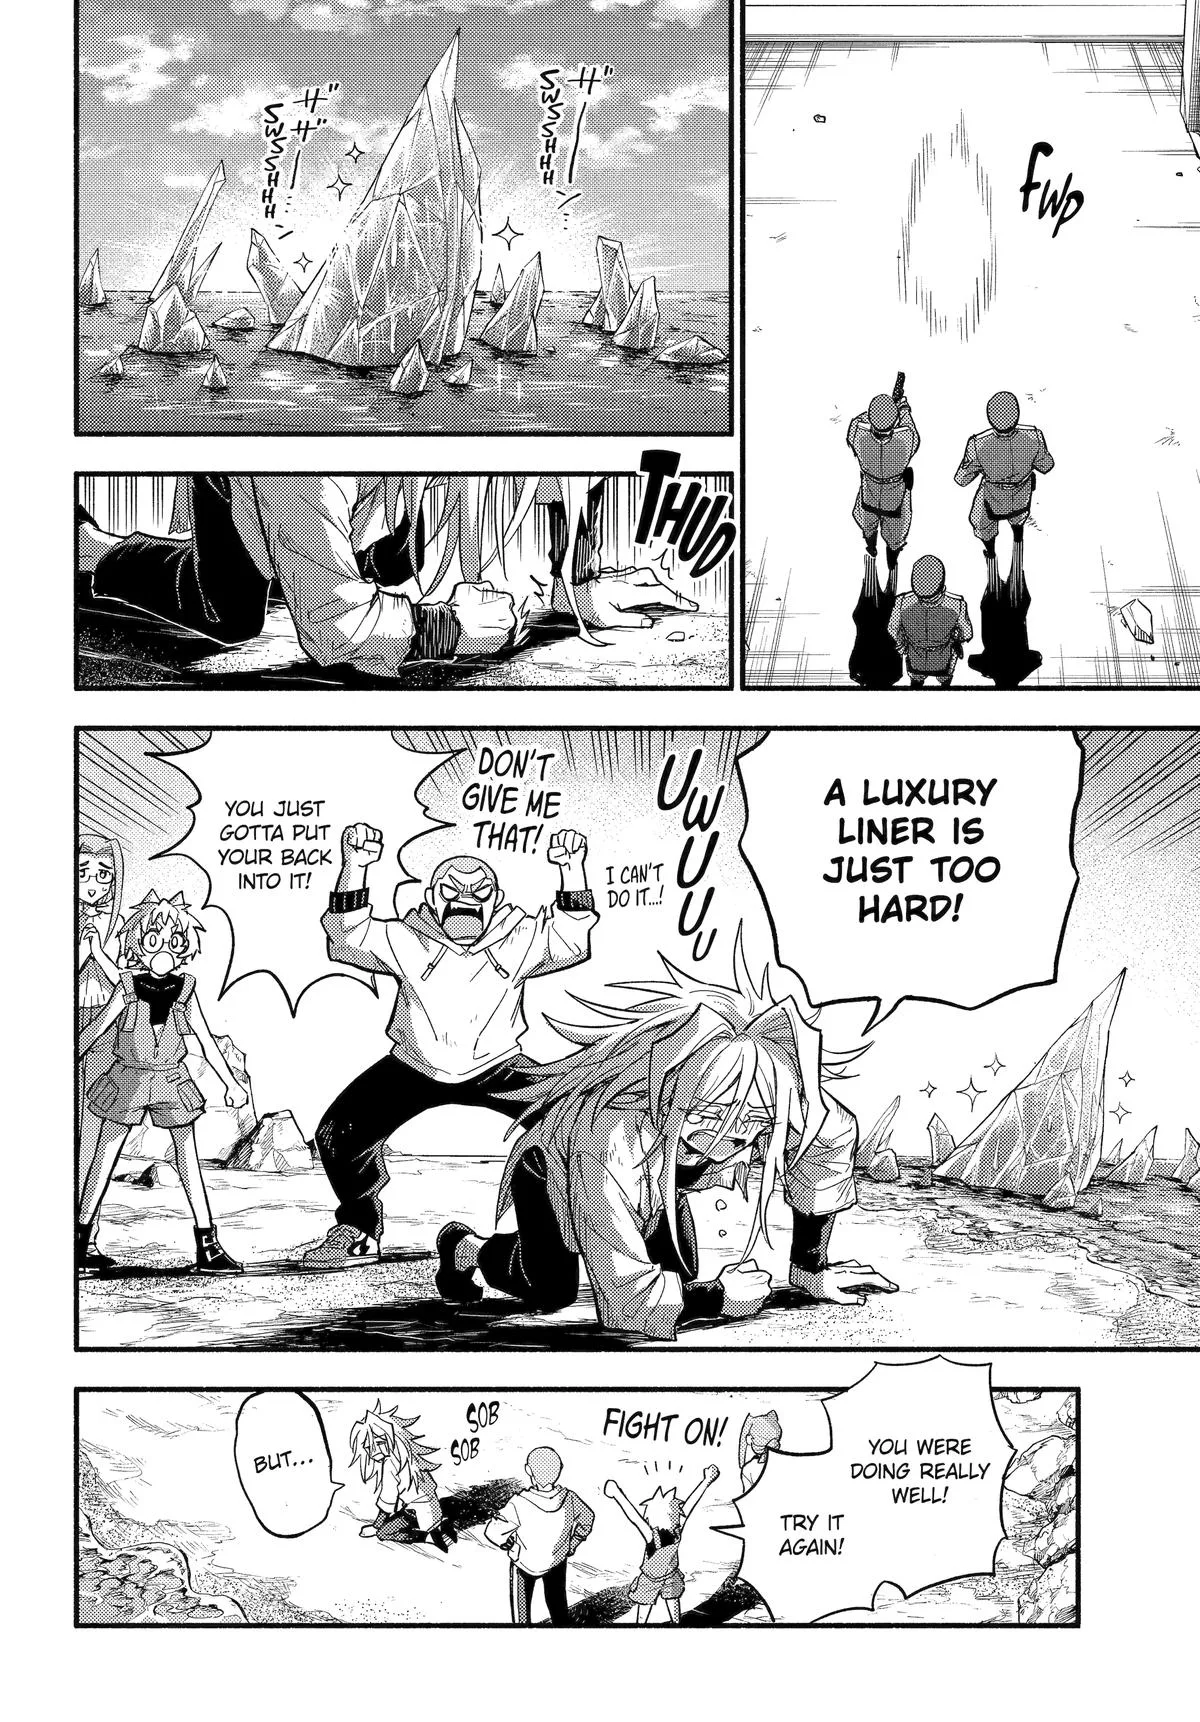 FWP
ザーン
SWSSHHH
ザザーン
SWSSHHH
THUD
A LUXURY
LINER IS
JUST TOO
HARD!
UWUUUU
I CAN'T
DO IT...!
DON'T
GIVE ME
THAT!
YOU JUST
GOTTA PUT
YOUR BACK
INTO IT!
YOU WERE
DOING REALLY
WELL!
TRY IT
AGAIN!
FIGHT ON!
SOB
SOB
BUT...